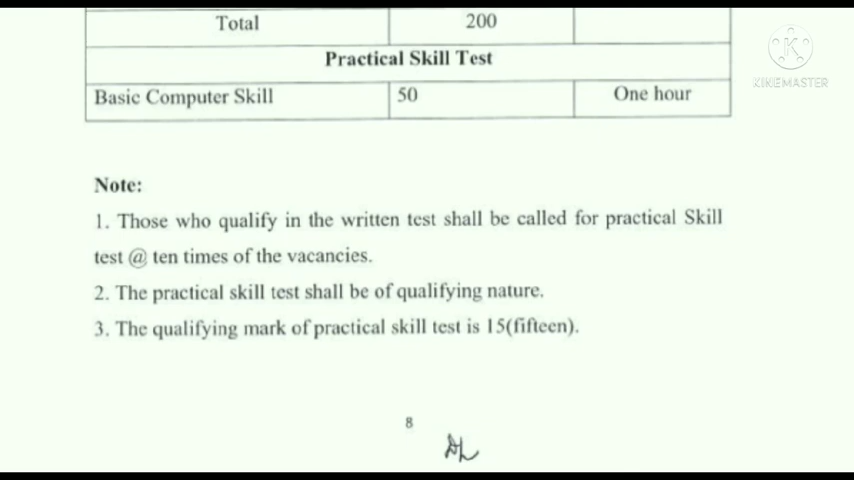 Total 200
K
KINEMASTER
Practical Skill Test
Basic Computer Skill 50 One hour
Note:
1. Those who qualify in the written test shall be called for practical Skill
test @ ten times of the vacancies.
2. The practical skill test shall be of qualifying nature.
3. The qualifying mark of practical skill test is 15(fifteen).
8